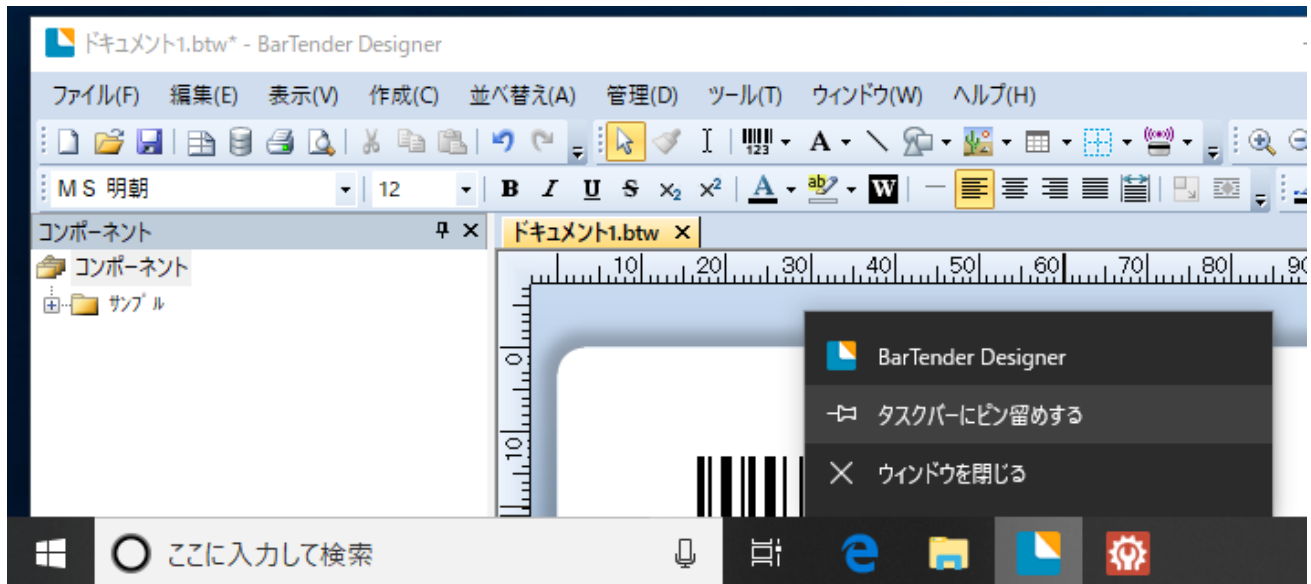 ドキュメント1.btw* - BarTender Designer
ファイル(F) 編集(E) 表示(V) 作成(C) 並べ替え(A) 管理(D) ツール(T) ウィンドウ(W) ヘルプ(H)
123 A
MS 明朝 12 B I U S x₂ x² A ab W
コンポーネント ドキュメント1.btw
コンポーネント
サンプル
10 20 30 40 50 60 70 80 90
0
10
BarTender Designer
タスクバーにピン留めする
ウィンドウを閉じる
ここに入力して検索